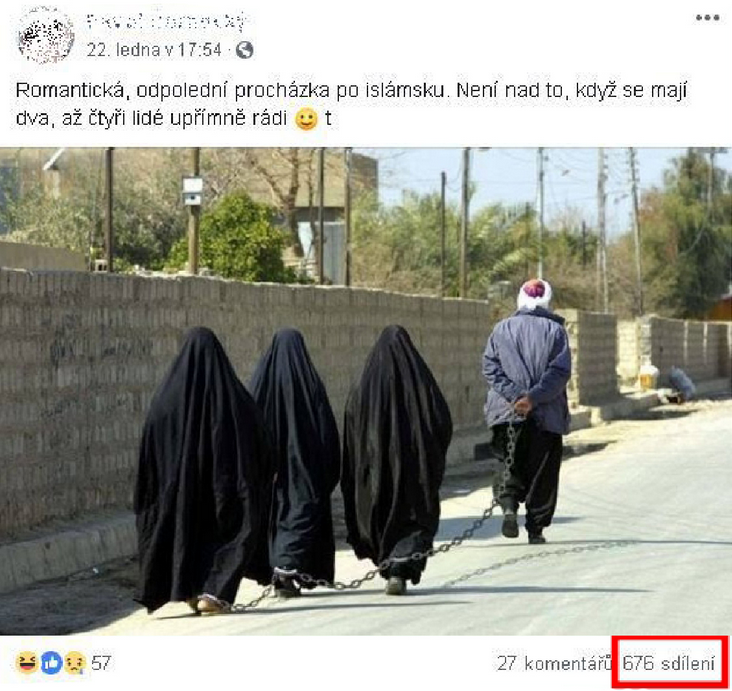 22. ledna v 17:54
Romantická, odpolední procházka po islámsku. Není nad to, když se mají
dva, až čtyři lidé upřímně rádi 🙂 t
57
27 komentářů 676 sdílení